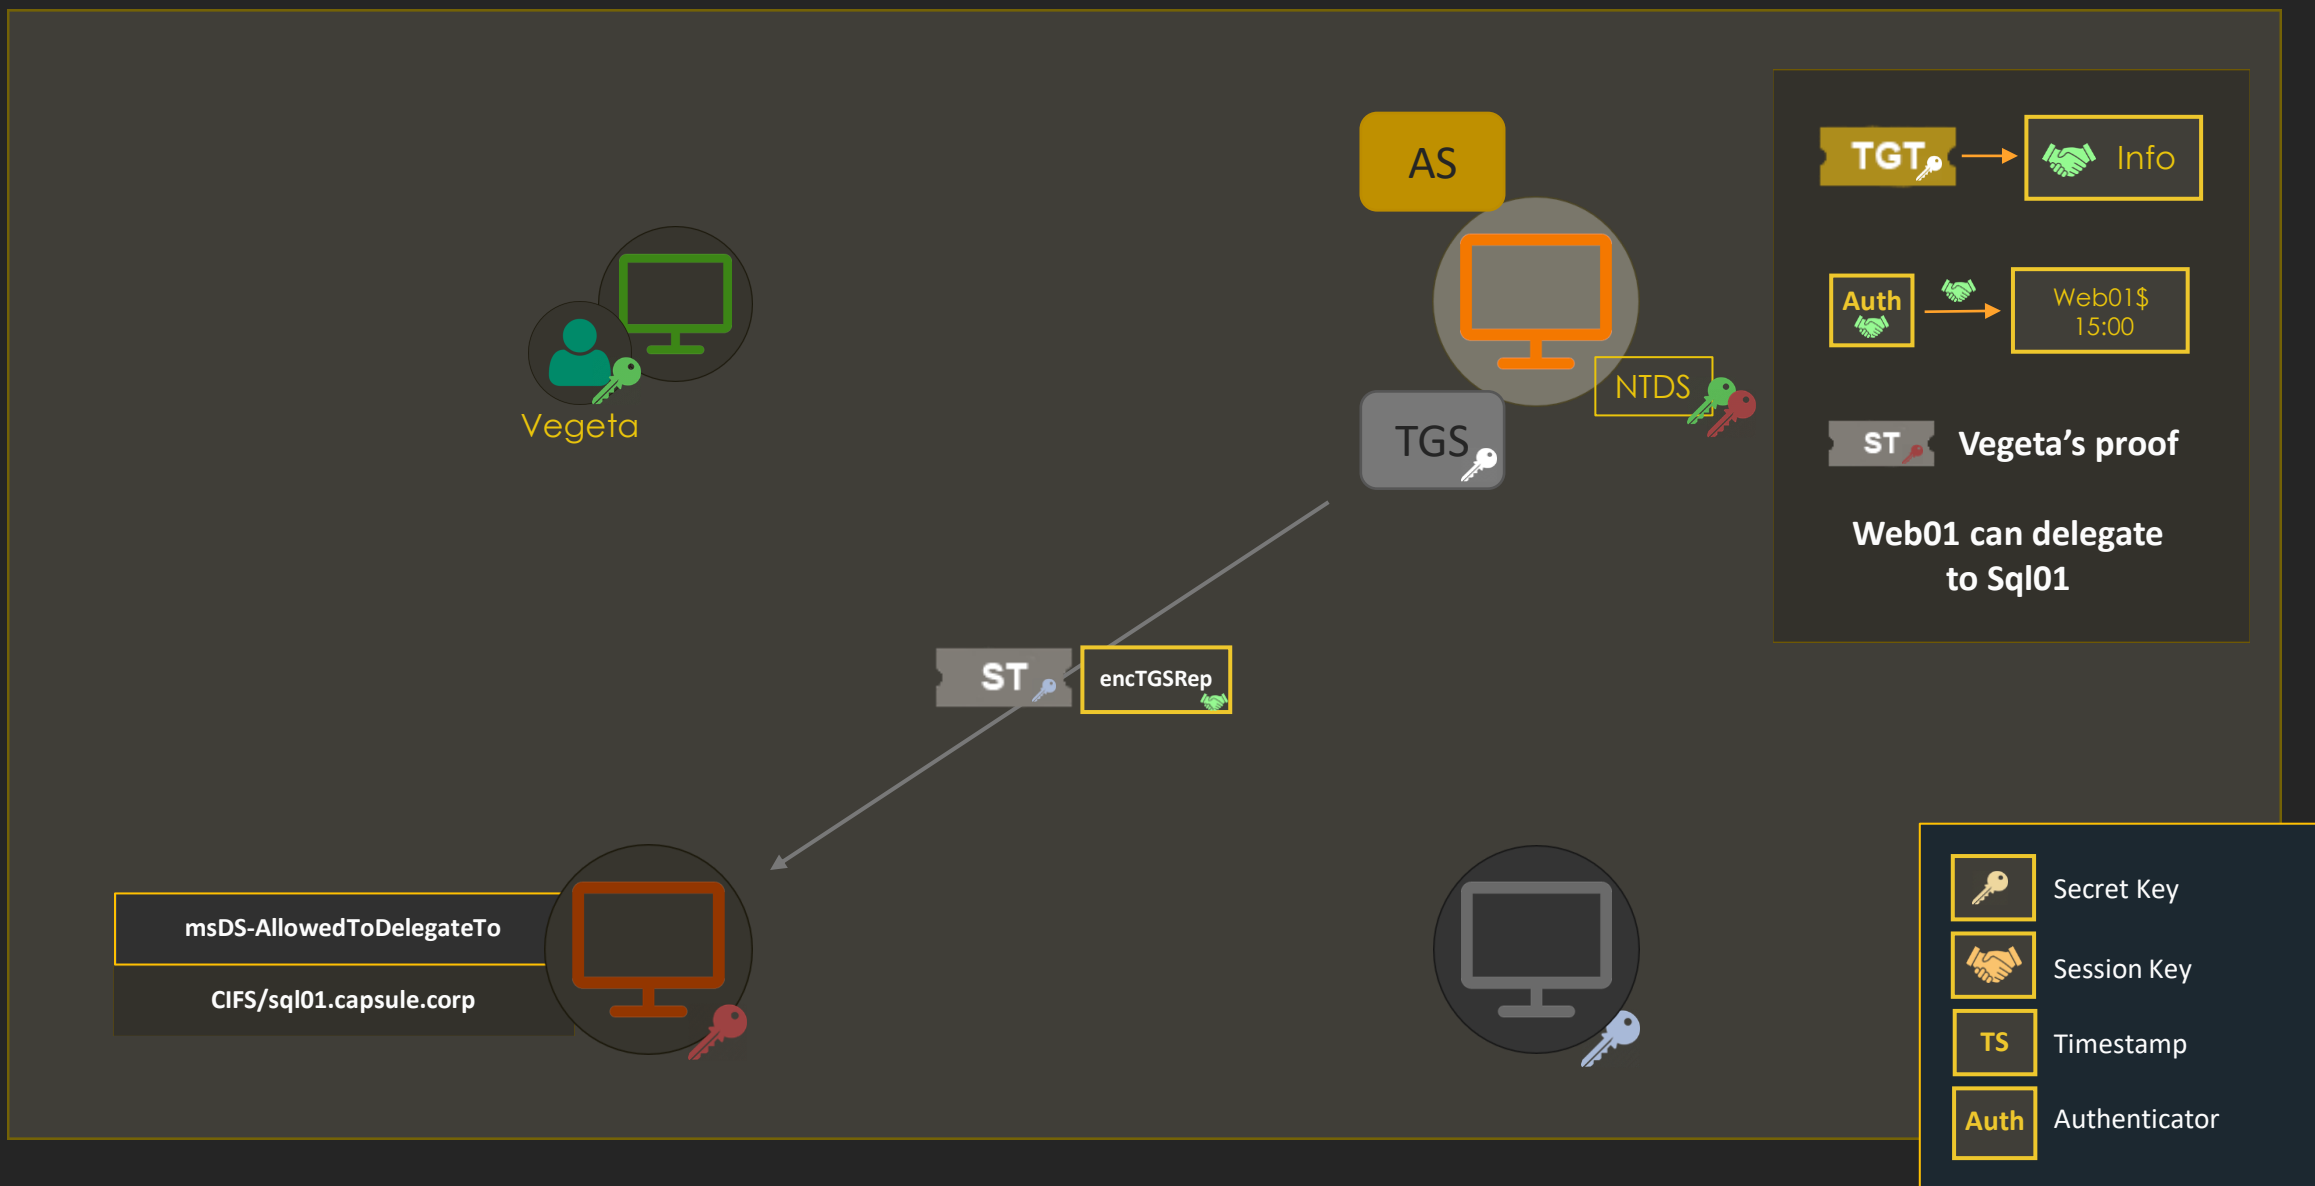 AS
TGT
Info
Auth
Web01$
15:00
NTDS
Vegeta
TGS
ST
Vegeta’s proof
Web01 can delegate
to Sql01
ST
encTGSRep
msDS-AllowedToDelegateTo
CIFS/sql01.capsule.corp
Secret Key
Session Key
TS
Timestamp
Auth
Authenticator